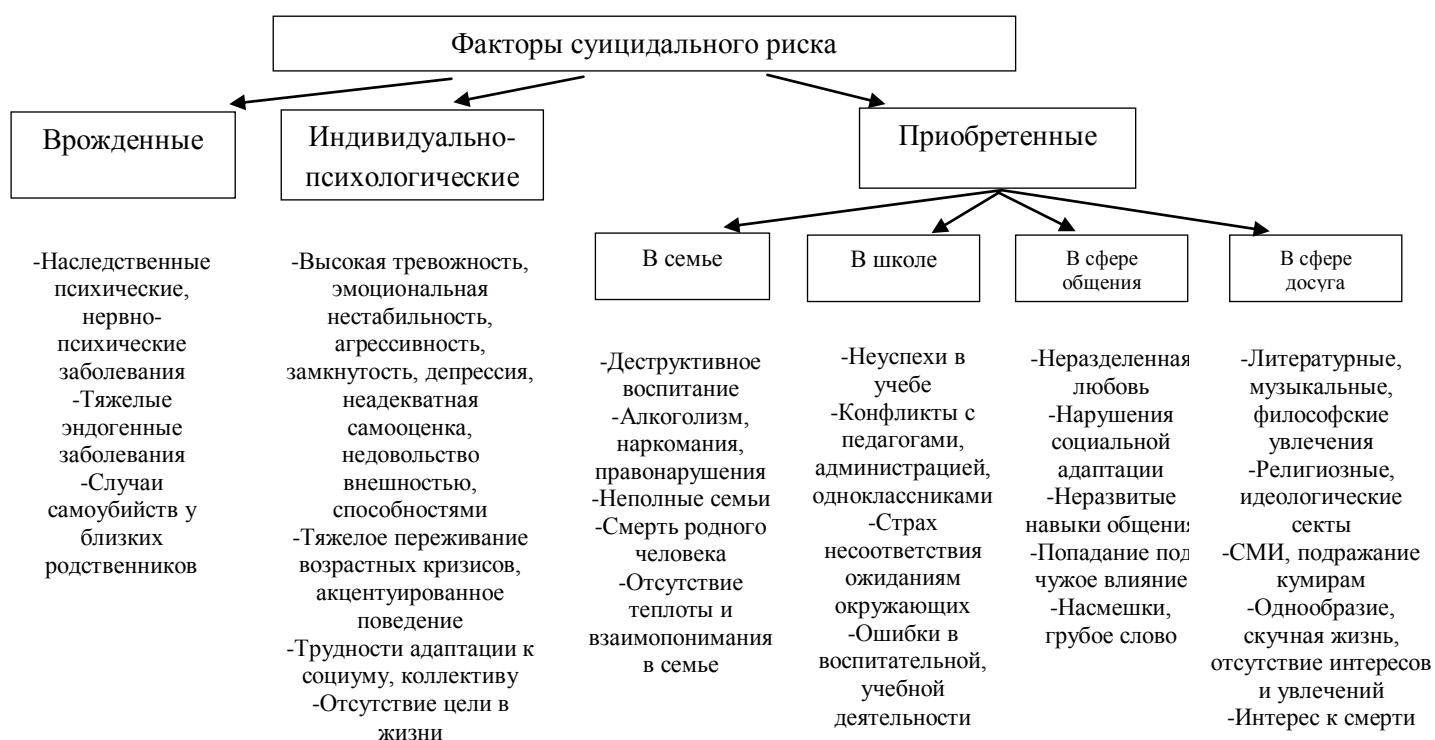 Факторы суицидального риска
Врожденные
Индивидуально-
психологические
Приобретенные
-Наследственные
психические,
нервно-
психические
заболевания
-Тяжелые
эндогенные
заболевания
-Случаи
самоубийств у
близких
родственников
-Высокая тревожность,
эмоциональная
нестабильность,
агрессивность,
замкнутость, депрессия,
неадекватная
самооценка,
недовольство
внешностью,
способностями
-Тяжелое переживание
возрастных кризисов,
акцентуированное
поведение
-Трудности адаптации к
социуму, коллективу
-Отсутствие цели в
жизни
В семье
-Деструктивное
воспитание
-Алкоголизм,
наркомания,
правонарушения
-Неполные семьи
-Смерть родного
человека
-Отсутствие
теплоты и
взаимопонимания
в семье
В школе
-Неуспехи в
учебе
-Конфликты с
педагогами,
администрацией,
одноклассниками
-Страх
несоответствия
ожиданиям
окружающих
-Ошибки в
воспитательной,
учебной
деятельности
В сфере
общения
-Неразделенная
любовь
-Нарушения
социальной
адаптации
-Неразвитые
навыки общения
-Попадание под
чужое влияние
-Насмешки,
грубое слово
В сфере
досуга
-Литературные,
музыкальные,
философские
увлечения
-Религиозные,
идеологические
секты
-СМИ, подражание
кумирам
-Однообразие,
скучная жизнь,
отсутствие интересов
и увлечений
-Интерес к смерти